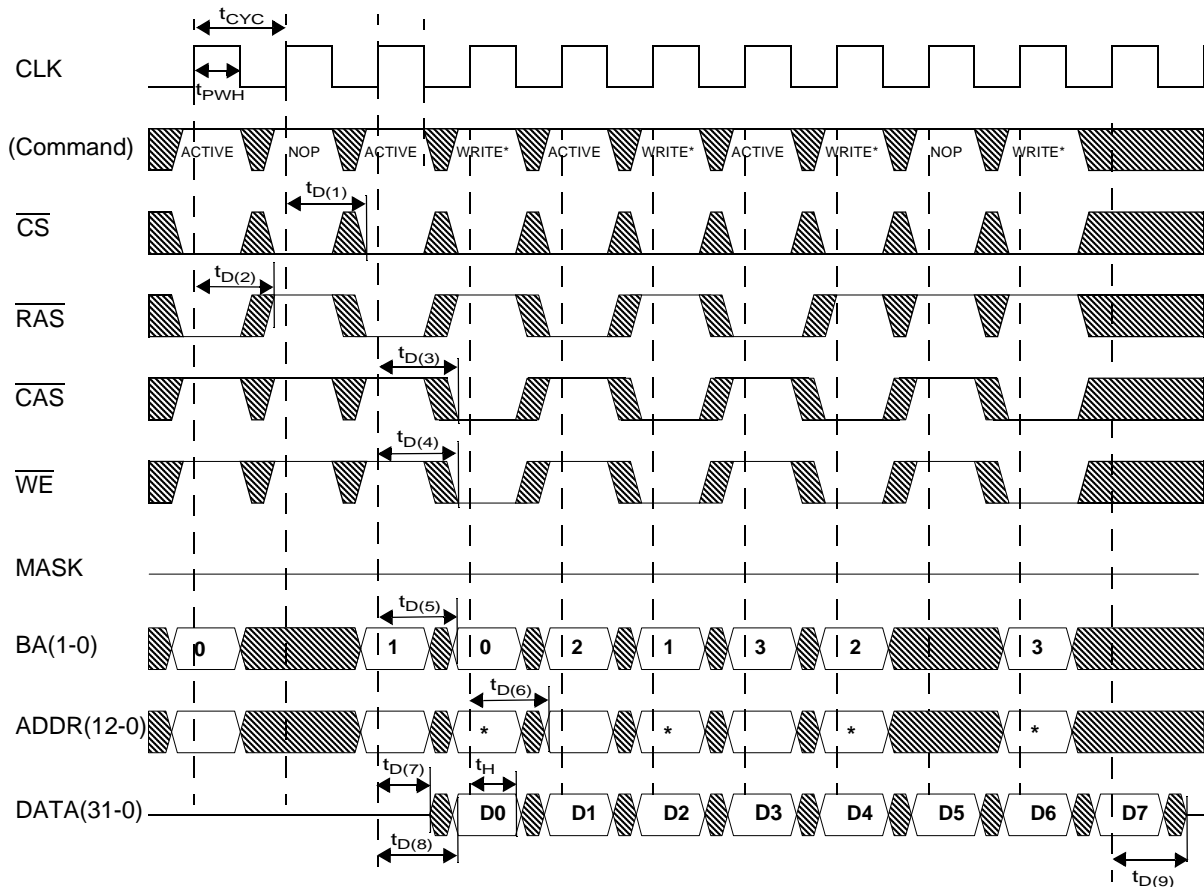 tCYC
CLK
tPWH
(Command) ACTIVE NOP ACTIVE WRITE* ACTIVE WRITE* ACTIVE WRITE* NOP WRITE*
tD(1)
CS
tD(2)
RAS
tD(3)
CAS
tD(4)
WE
MASK
tD(5)
BA(1-0) 0 1 0 2 1 3 2 3
tD(6)
ADDR(12-0) * * * *
tD(7) tH
DATA(31-0) D0 D1 D2 D3 D4 D5 D6 D7
tD(8) tD(9)